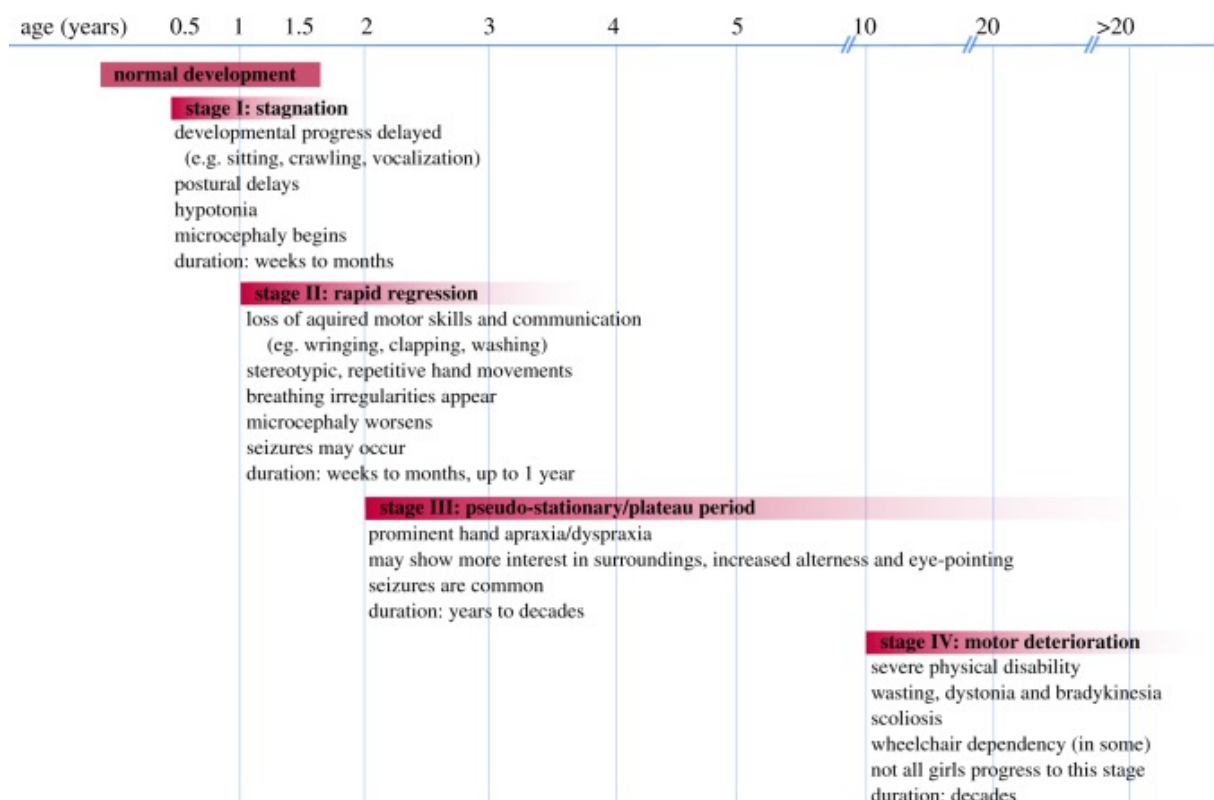 age (years) 0.5 1 1.5 2 3 4 5 10 20 >20
normal development
stage I: stagnation
developmental progress delayed
(e.g. sitting, crawling, vocalization)
postural delays
hypotonia
microcephaly begins
duration: weeks to months
stage II: rapid regression
loss of aquired motor skills and communication
(eg. wringing, clapping, washing)
stereotypic, repetitive hand movements
breathing irregularities appear
microcephaly worsens
seizures may occur
duration: weeks to months, up to 1 year
stage III: pseudo-stationary/plateau period
prominent hand apraxia/dyspraxia
may show more interest in surroundings, increased alterness and eye-pointing
seizures are common
duration: years to decades
stage IV: motor deterioration
severe physical disability
wasting, dystonia and bradykinesia
scoliosis
wheelchair dependency (in some)
not all girls progress to this stage
duration: decades